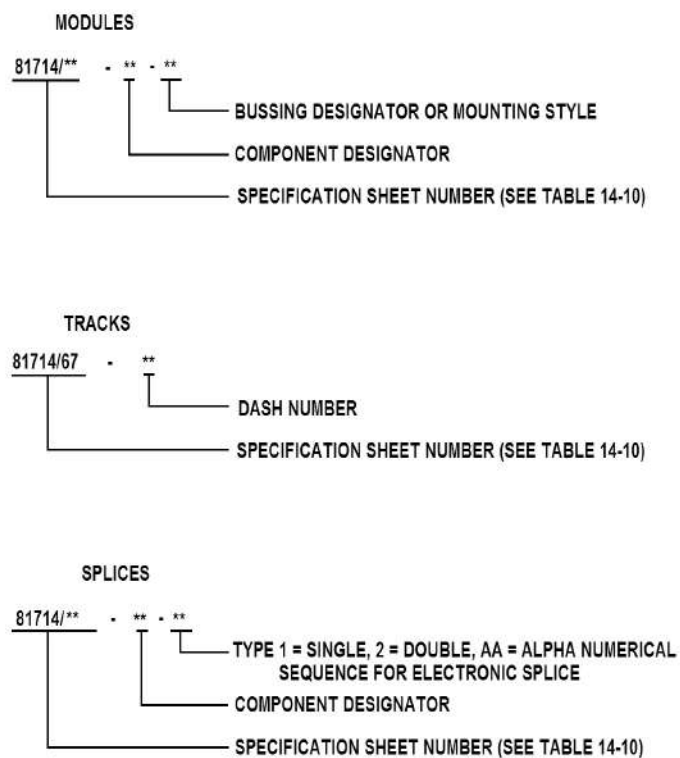 MODULES
81714/** - ** - **
BUSSING DESIGNATOR OR MOUNTING STYLE
COMPONENT DESIGNATOR
SPECIFICATION SHEET NUMBER (SEE TABLE 14-10)
TRACKS
81714/67 - **
DASH NUMBER
SPECIFICATION SHEET NUMBER (SEE TABLE 14-10)
SPLICES
81714/** - ** - **
TYPE 1 = SINGLE, 2 = DOUBLE, AA = ALPHA NUMERICAL
SEQUENCE FOR ELECTRONIC SPLICE
COMPONENT DESIGNATOR
SPECIFICATION SHEET NUMBER (SEE TABLE 14-10)